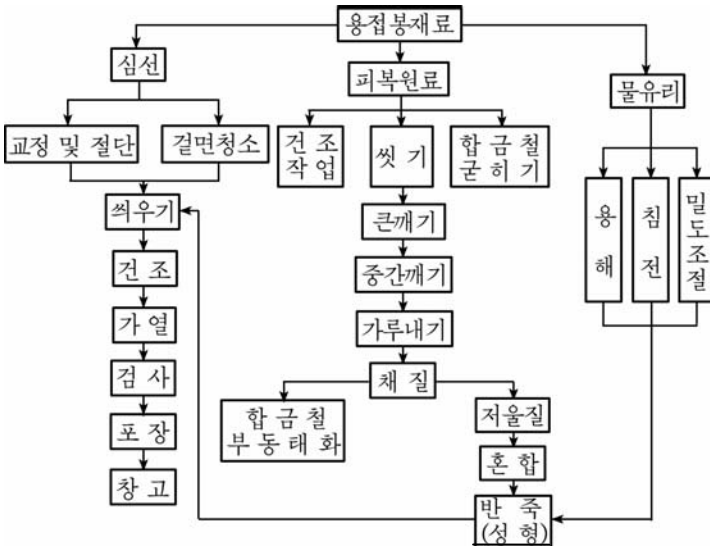 용접봉재료
심선
피복원료
물유리
교정 및 절단
겉면청소
건 조
작 업
씻 기
합 금 철
굳 히 기
용
해
침
전
밀
도
조
절
씌우기
큰깨기
건 조
중간깨기
가 열
가루내기
검 사
채 질
포 장
합 금 철
부 동 태 화
저울질
창 고
혼 합
반 죽
(성 형)